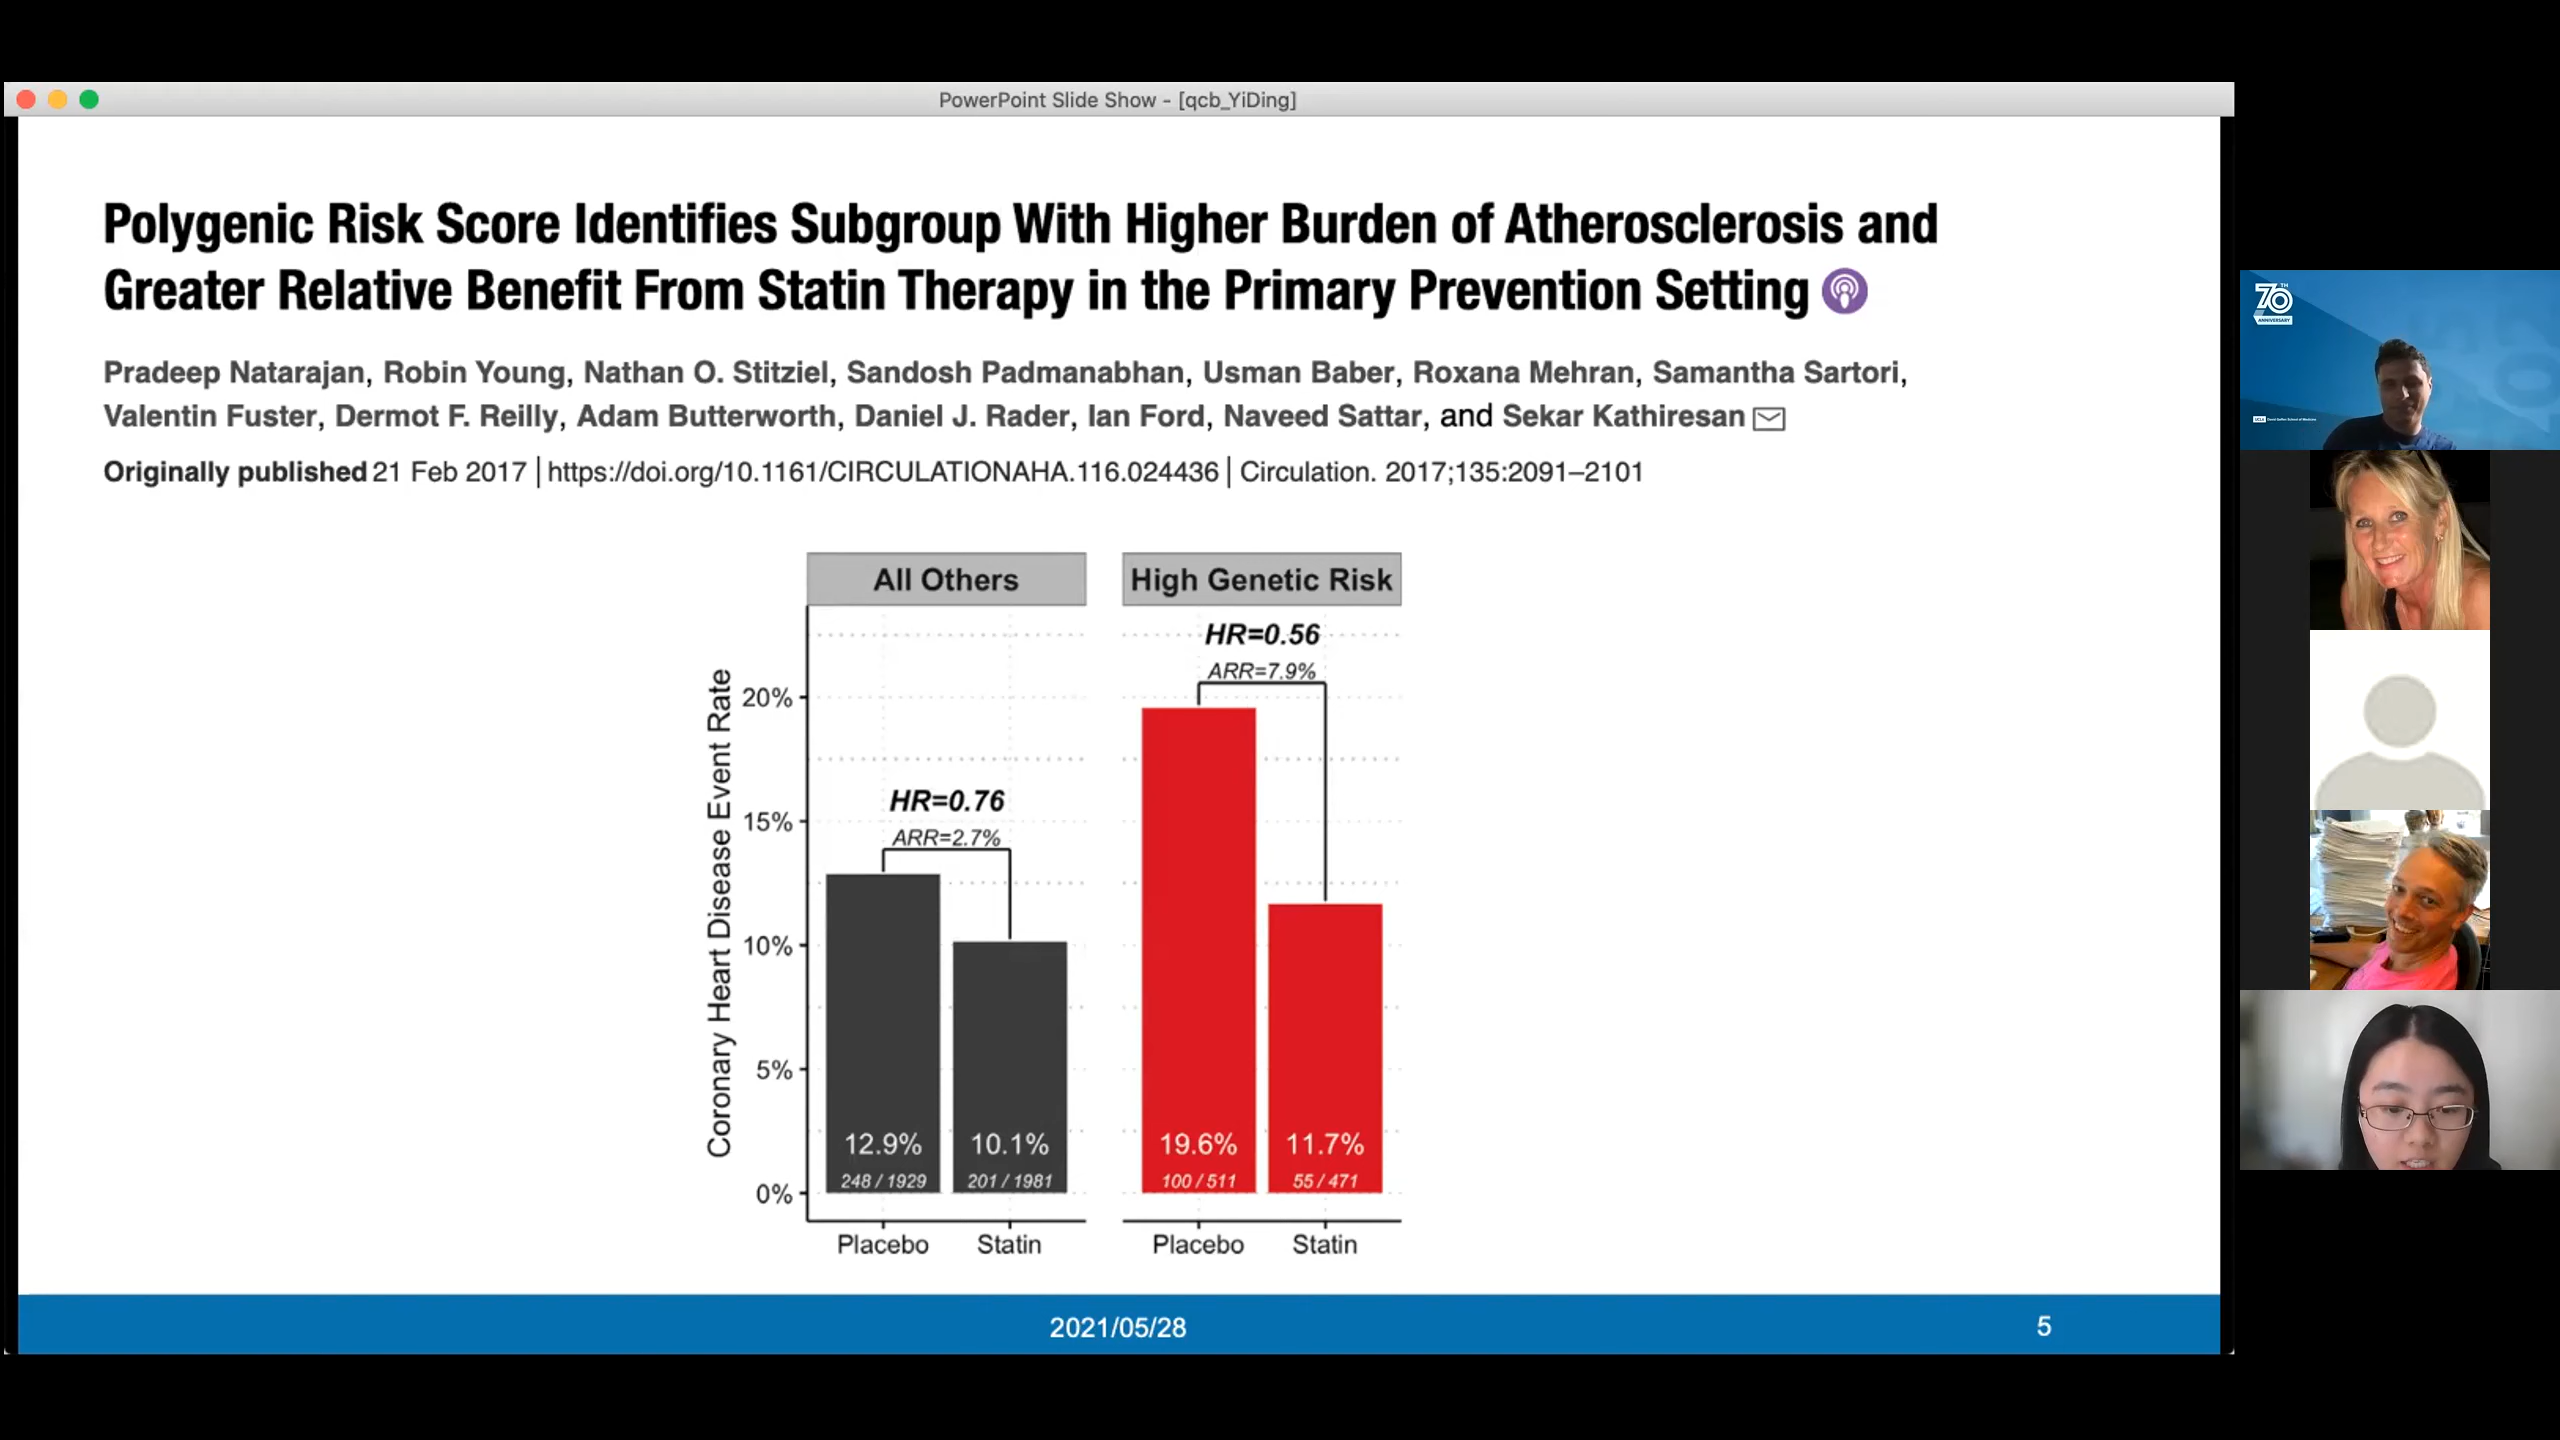 PowerPoint Slide Show - [qcb_YiDing]
Polygenic Risk Score Identifies Subgroup With Higher Burden of Atherosclerosis and
Greater Relative Benefit From Statin Therapy in the Primary Prevention Setting
Pradeep Natarajan, Robin Young, Nathan O. Stitziel, Sandosh Padmanabhan, Usman Baber, Roxana Mehran, Samantha Sartori,
Valentin Fuster, Dermot F. Reilly, Adam Butterworth, Daniel J. Rader, Ian Ford, Naveed Sattar, and Sekar Kathiresan
Originally published 21 Feb 2017 | https://doi.org/10.1161/CIRCULATIONAHA.116.024436 | Circulation. 2017;135:2091–2101
All Others
High Genetic Risk
HR=0.56
ARR=7.9%
HR=0.76
ARR=2.7%
Coronary Heart Disease Event Rate
20%
15%
10%
5%
0%
12.9% 10.1% 19.6% 11.7%
248 / 1929 201 / 1981 100 / 511 55 / 471
Placebo Statin Placebo Statin
2021/05/28
5
70TH
ANNIVERSARY
UCLA